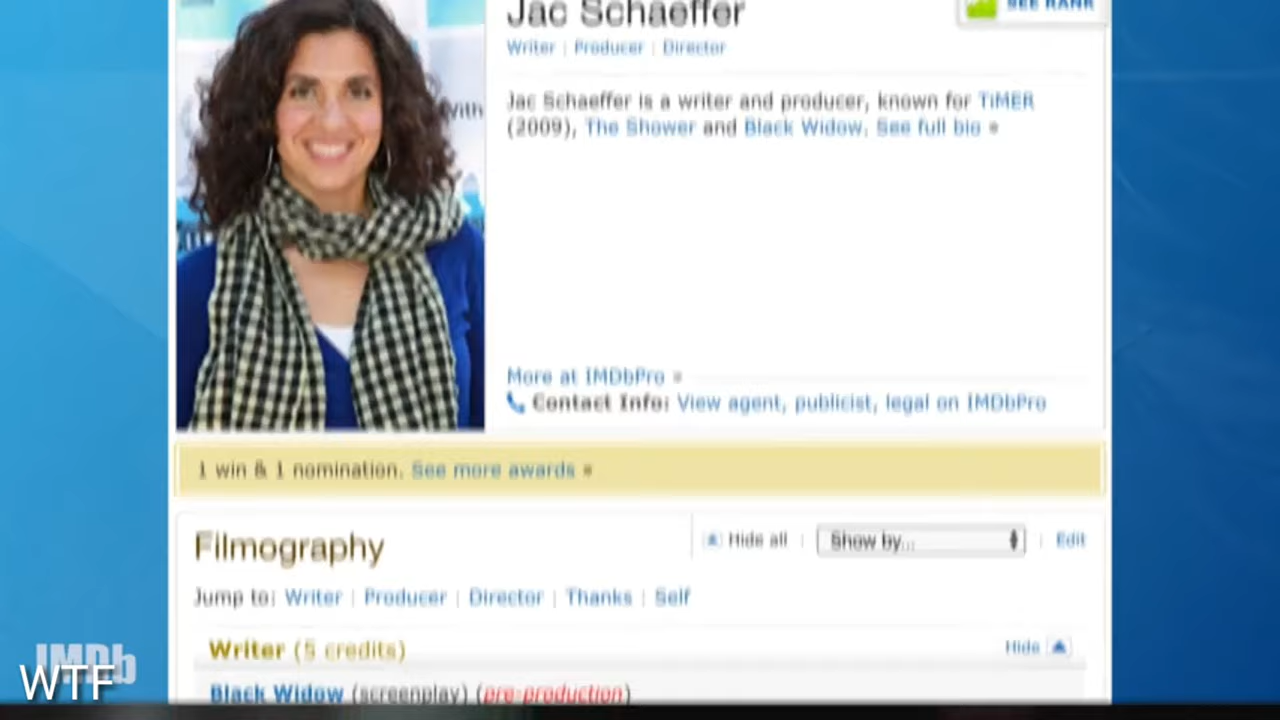 Jac Schaeffer
SEE RANK
Writer | Producer | Director
with
Jac Schaeffer is a writer and producer, known for TiMER
(2009), The Shower and Black Widow. See full bio »
More at IMDbPro »
Contact Info: View agent, publicist, legal on IMDbPro
1 win & 1 nomination. See more awards »
Filmography
Hide all | Show by... | Edit
Jump to: Writer | Producer | Director | Thanks | Self
Writer (5 credits)
Hide
IMDb
WTF
Black Widow (screenplay) (pre-production)